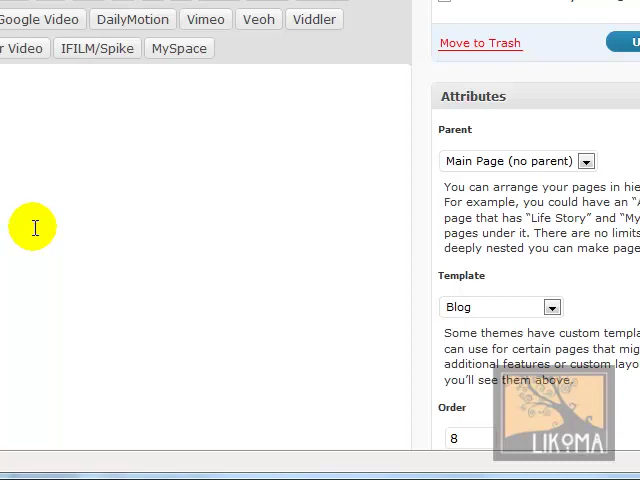 Google Video DailyMotion Vimeo Veoh Viddler
r Video IFILM/Spike MySpace
Move to Trash
U
Attributes
Parent
Main Page (no parent)
You can arrange your pages in hie
For example, you could have an “A
page that has “Life Story” and “My
pages under it. There are no limits
deeply nested you can make page
Template
Blog
Some themes have custom templa
can use for certain pages that mig
additional features or custom layo
you’ll see them above.
Order
8
LIKOMA